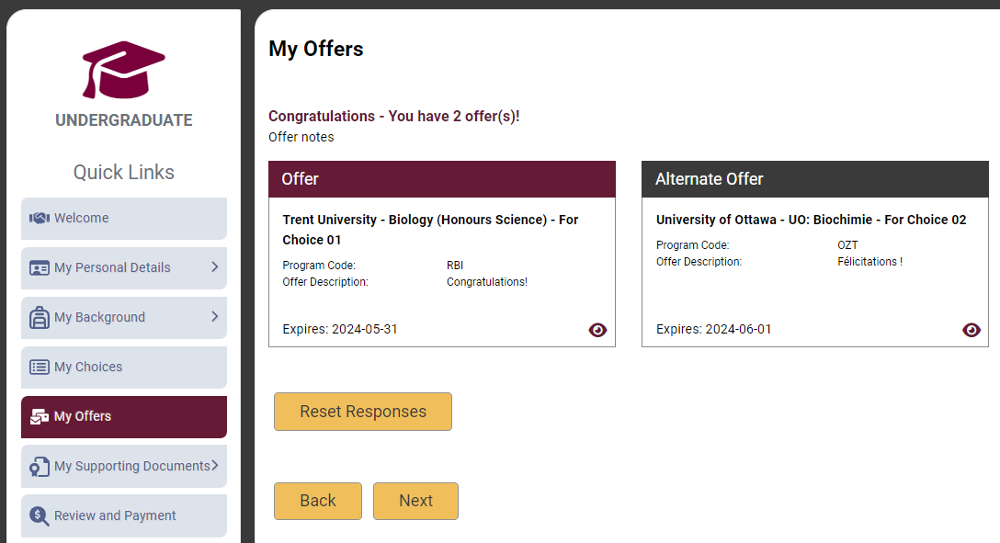 UNDERGRADUATE
Quick Links
Welcome
My Personal Details
My Background
My Choices
My Offers
My Supporting Documents
Review and Payment
My Offers
Congratulations - You have 2 offer(s)!
Offer notes
Offer
Trent University - Biology (Honours Science) - For
Choice 01
Program Code: RBI
Offer Description: Congratulations!
Expires: 2024-05-31
Alternate Offer
University of Ottawa - UO: Biochimie - For Choice 02
Program Code: OZT
Offer Description: Félicitations !
Expires: 2024-06-01
Reset Responses
Back Next